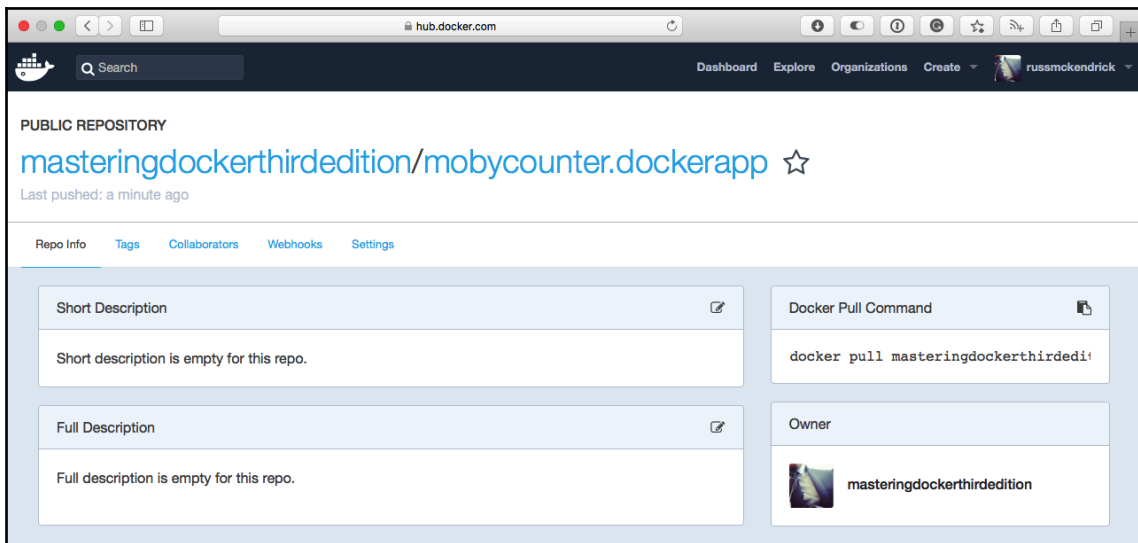 hub.docker.com
Search
Dashboard Explore Organizations Create russmckendrick
PUBLIC REPOSITORY
masteringdockerthirdedition/mobycounter.dockerapp
Last pushed: a minute ago
Repo Info Tags Collaborators Webhooks Settings
Short Description
Short description is empty for this repo.
Docker Pull Command
docker pull masteringdockerthirdedit
Full Description
Full description is empty for this repo.
Owner
masteringdockerthirdedition